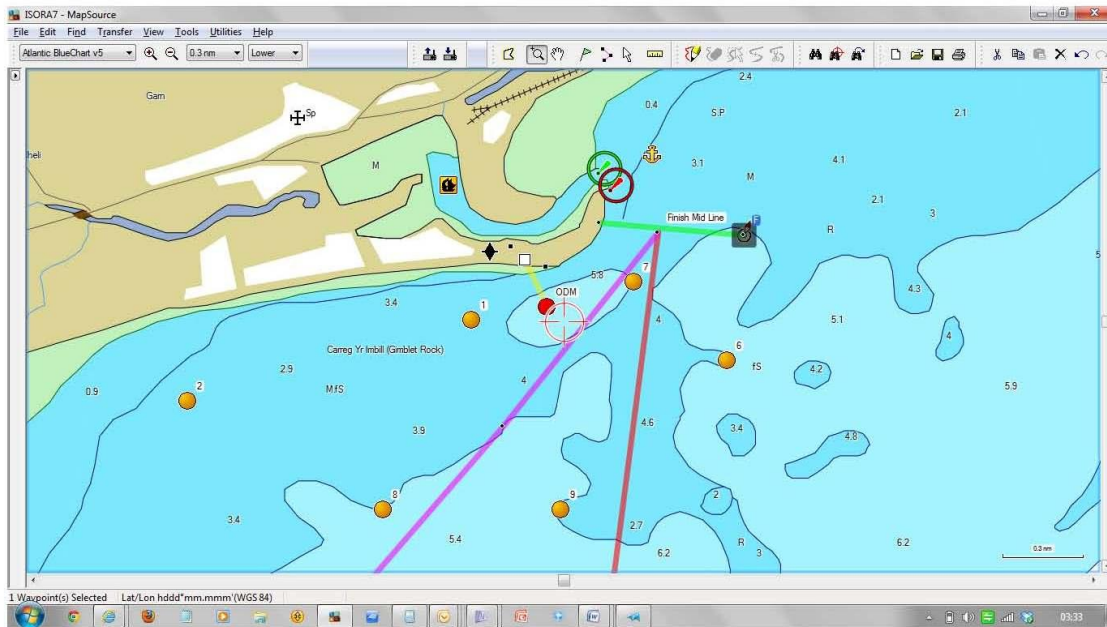 ISORA7 - MapSource
File Edit Find Transfer View Tools Utilities Help
Atlantic BlueChart v5 0.3 nm Lower
2.4
Garn
0.4
S.P
2.1
Sp
heli
M
3.1
4.1
M
2.1
3
Finish Mid Line
F
R
5.8
7
ODM
4.3
3.4
1
4
5.1
Carreg Yr Imbill (Gimblet Rock)
6
4
2.9
fS
4.2
2
M.fS
4
5.9
0.9
3.9
4.6
3.4
4.8
8
9
2
3.4
5.4
2.7
R
6.2
3
6.2
0.3 nm
1 Waypoint(s) Selected Lat/Lon hddd°mm.mmm'(WGS 84)
03:33